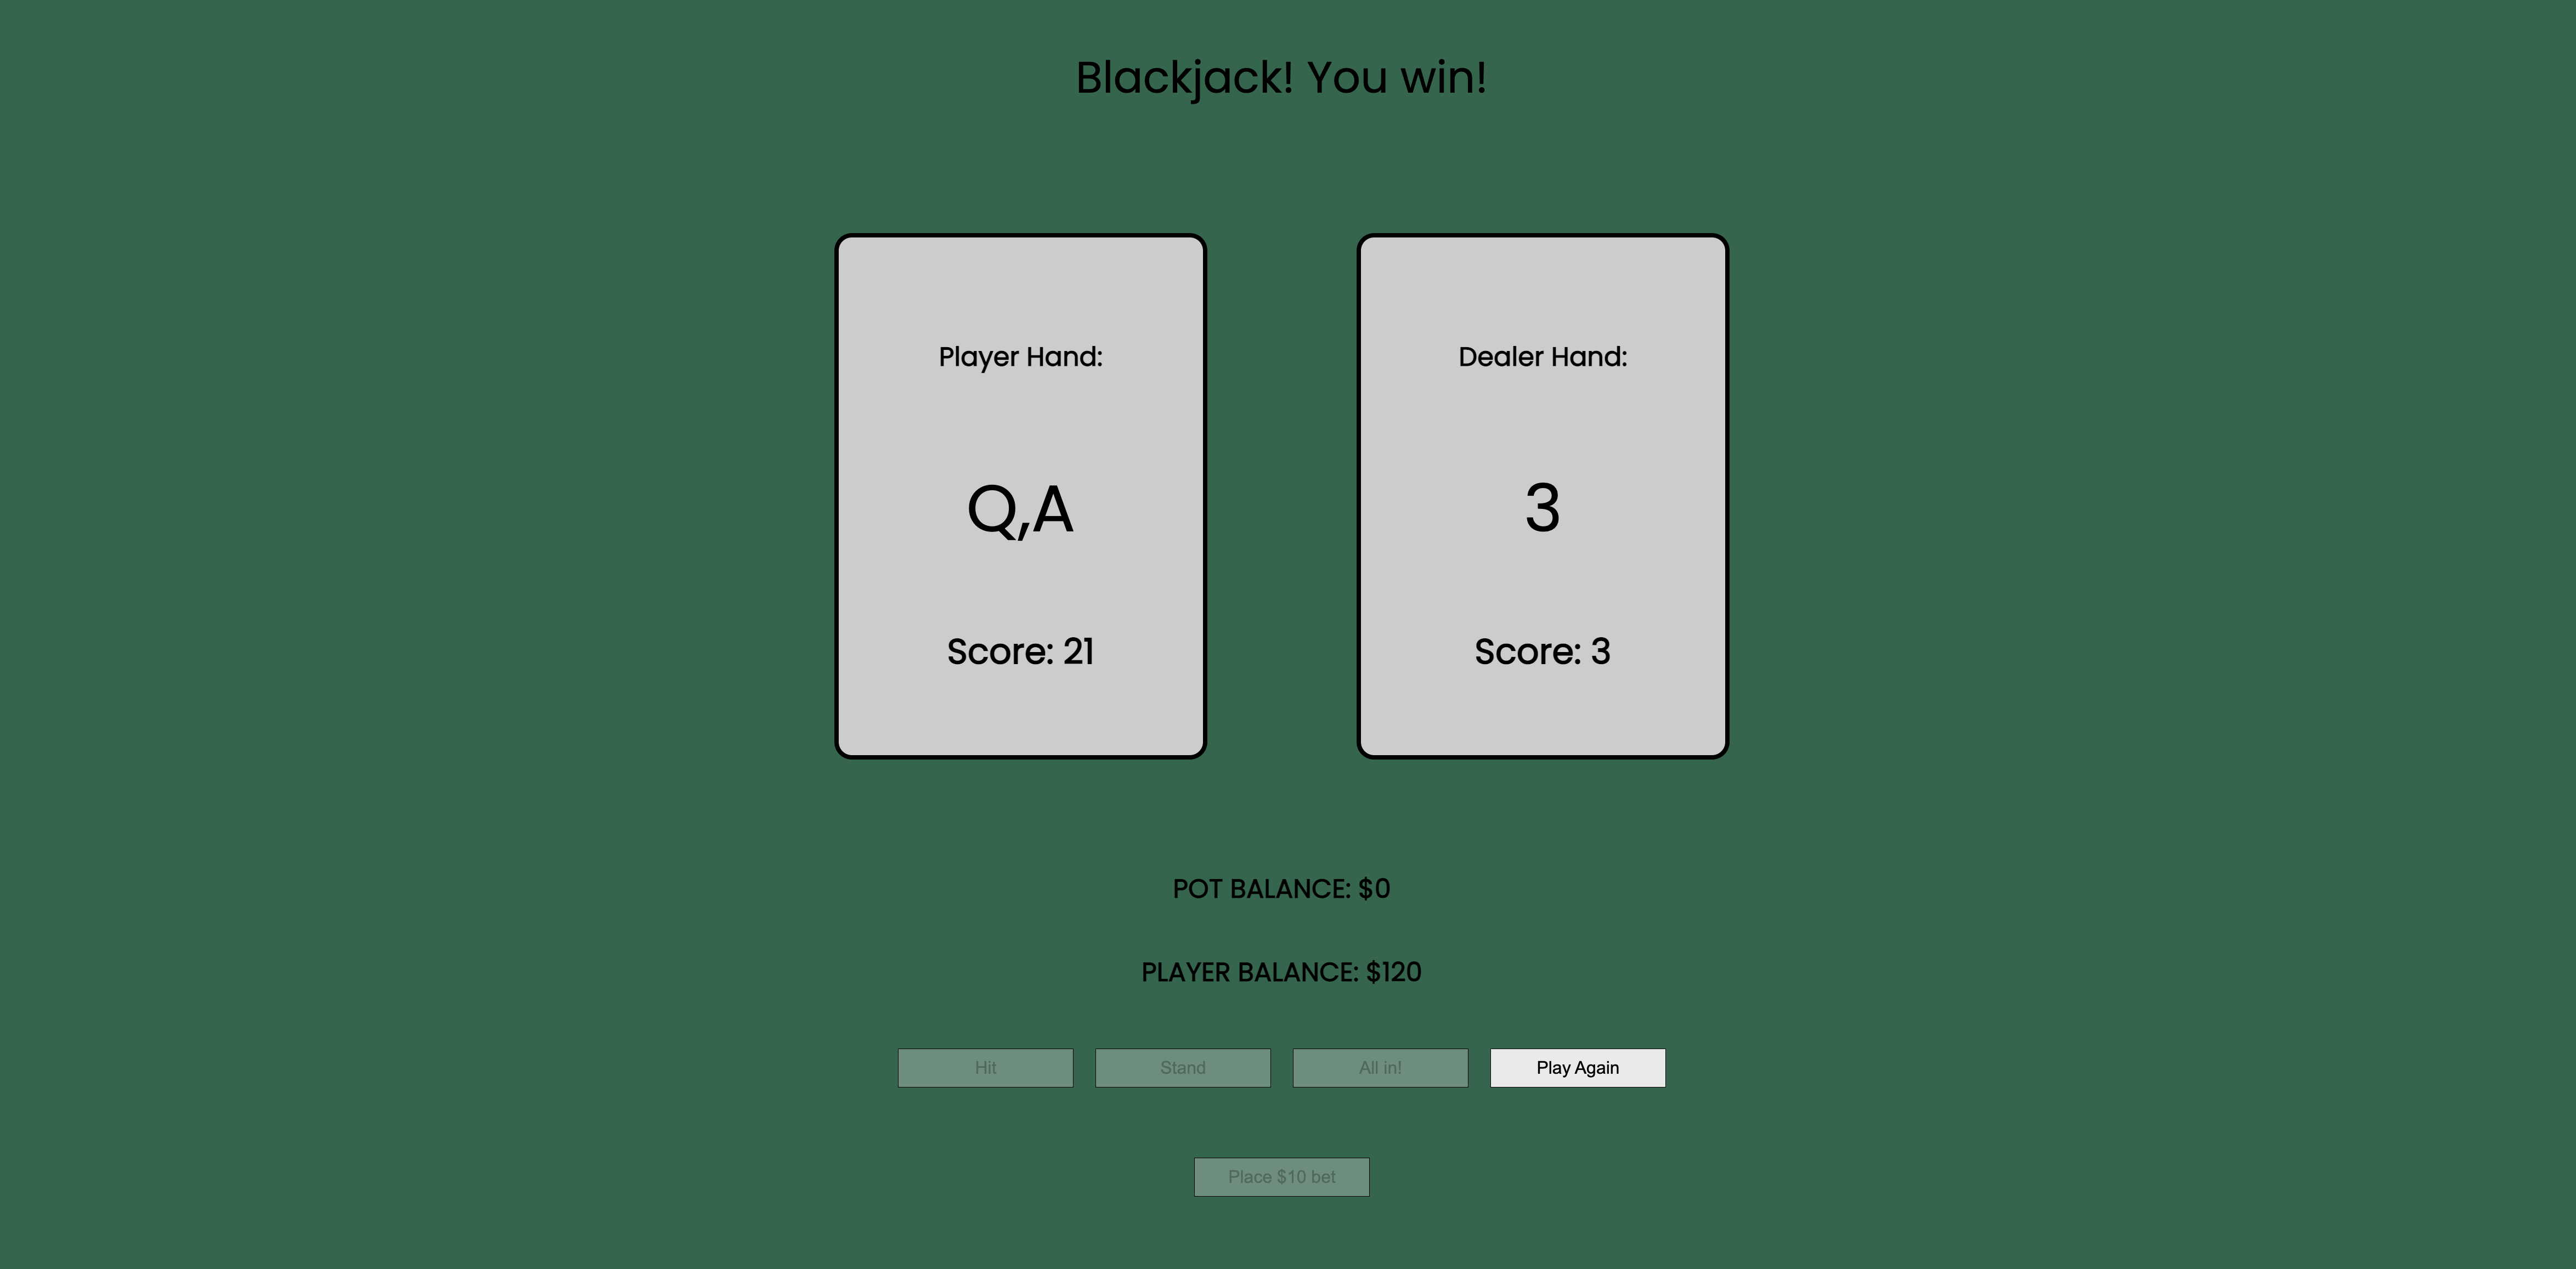 Blackjack! You win!
Player Hand:
Q,A
Score: 21
Dealer Hand:
3
Score: 3
POT BALANCE: $0
PLAYER BALANCE: $120
Hit
Stand
All in!
Play Again
Place $10 bet